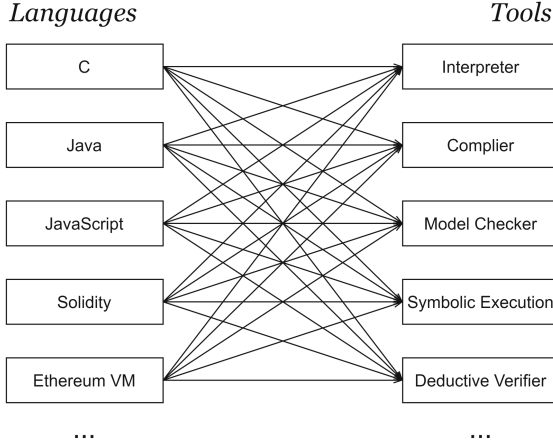 Languages Tools
C Interpreter
Java Complier
JavaScript Model Checker
Solidity Symbolic Execution
Ethereum VM Deductive Verifier
... ...